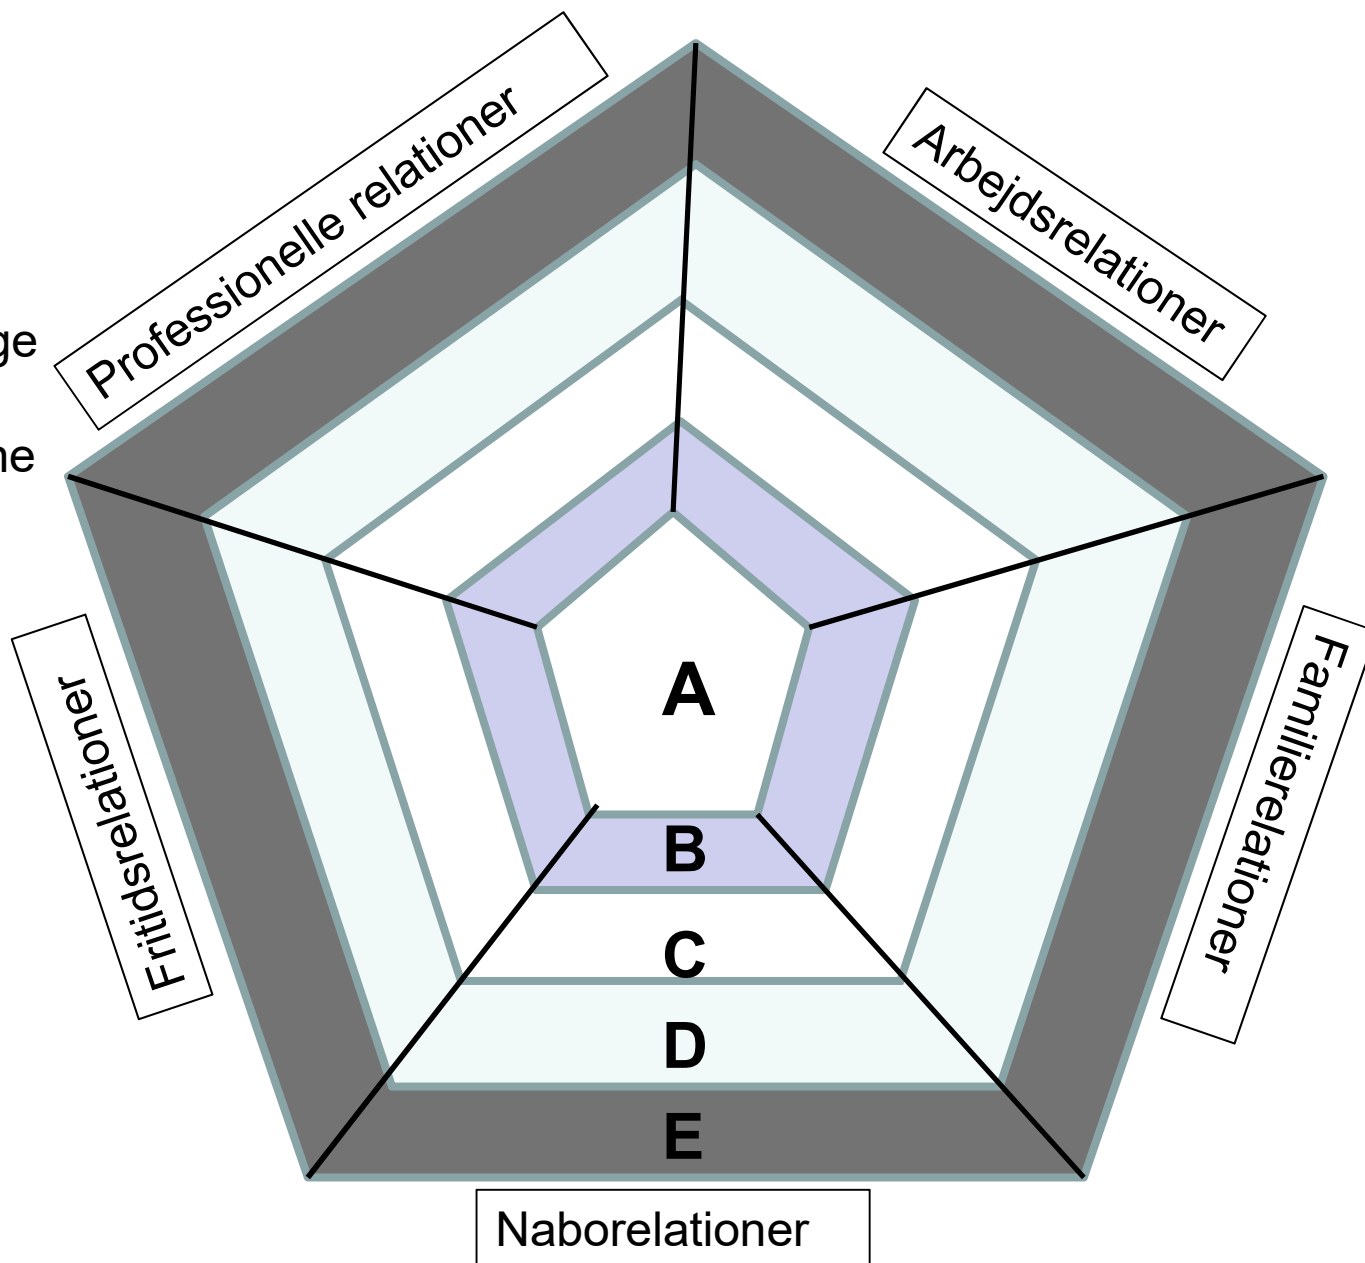 Professionelle relationer
Arbejdsrelationer
Fritidsrelationer
Familierelationer
A
B
C
D
E
Naborelationer